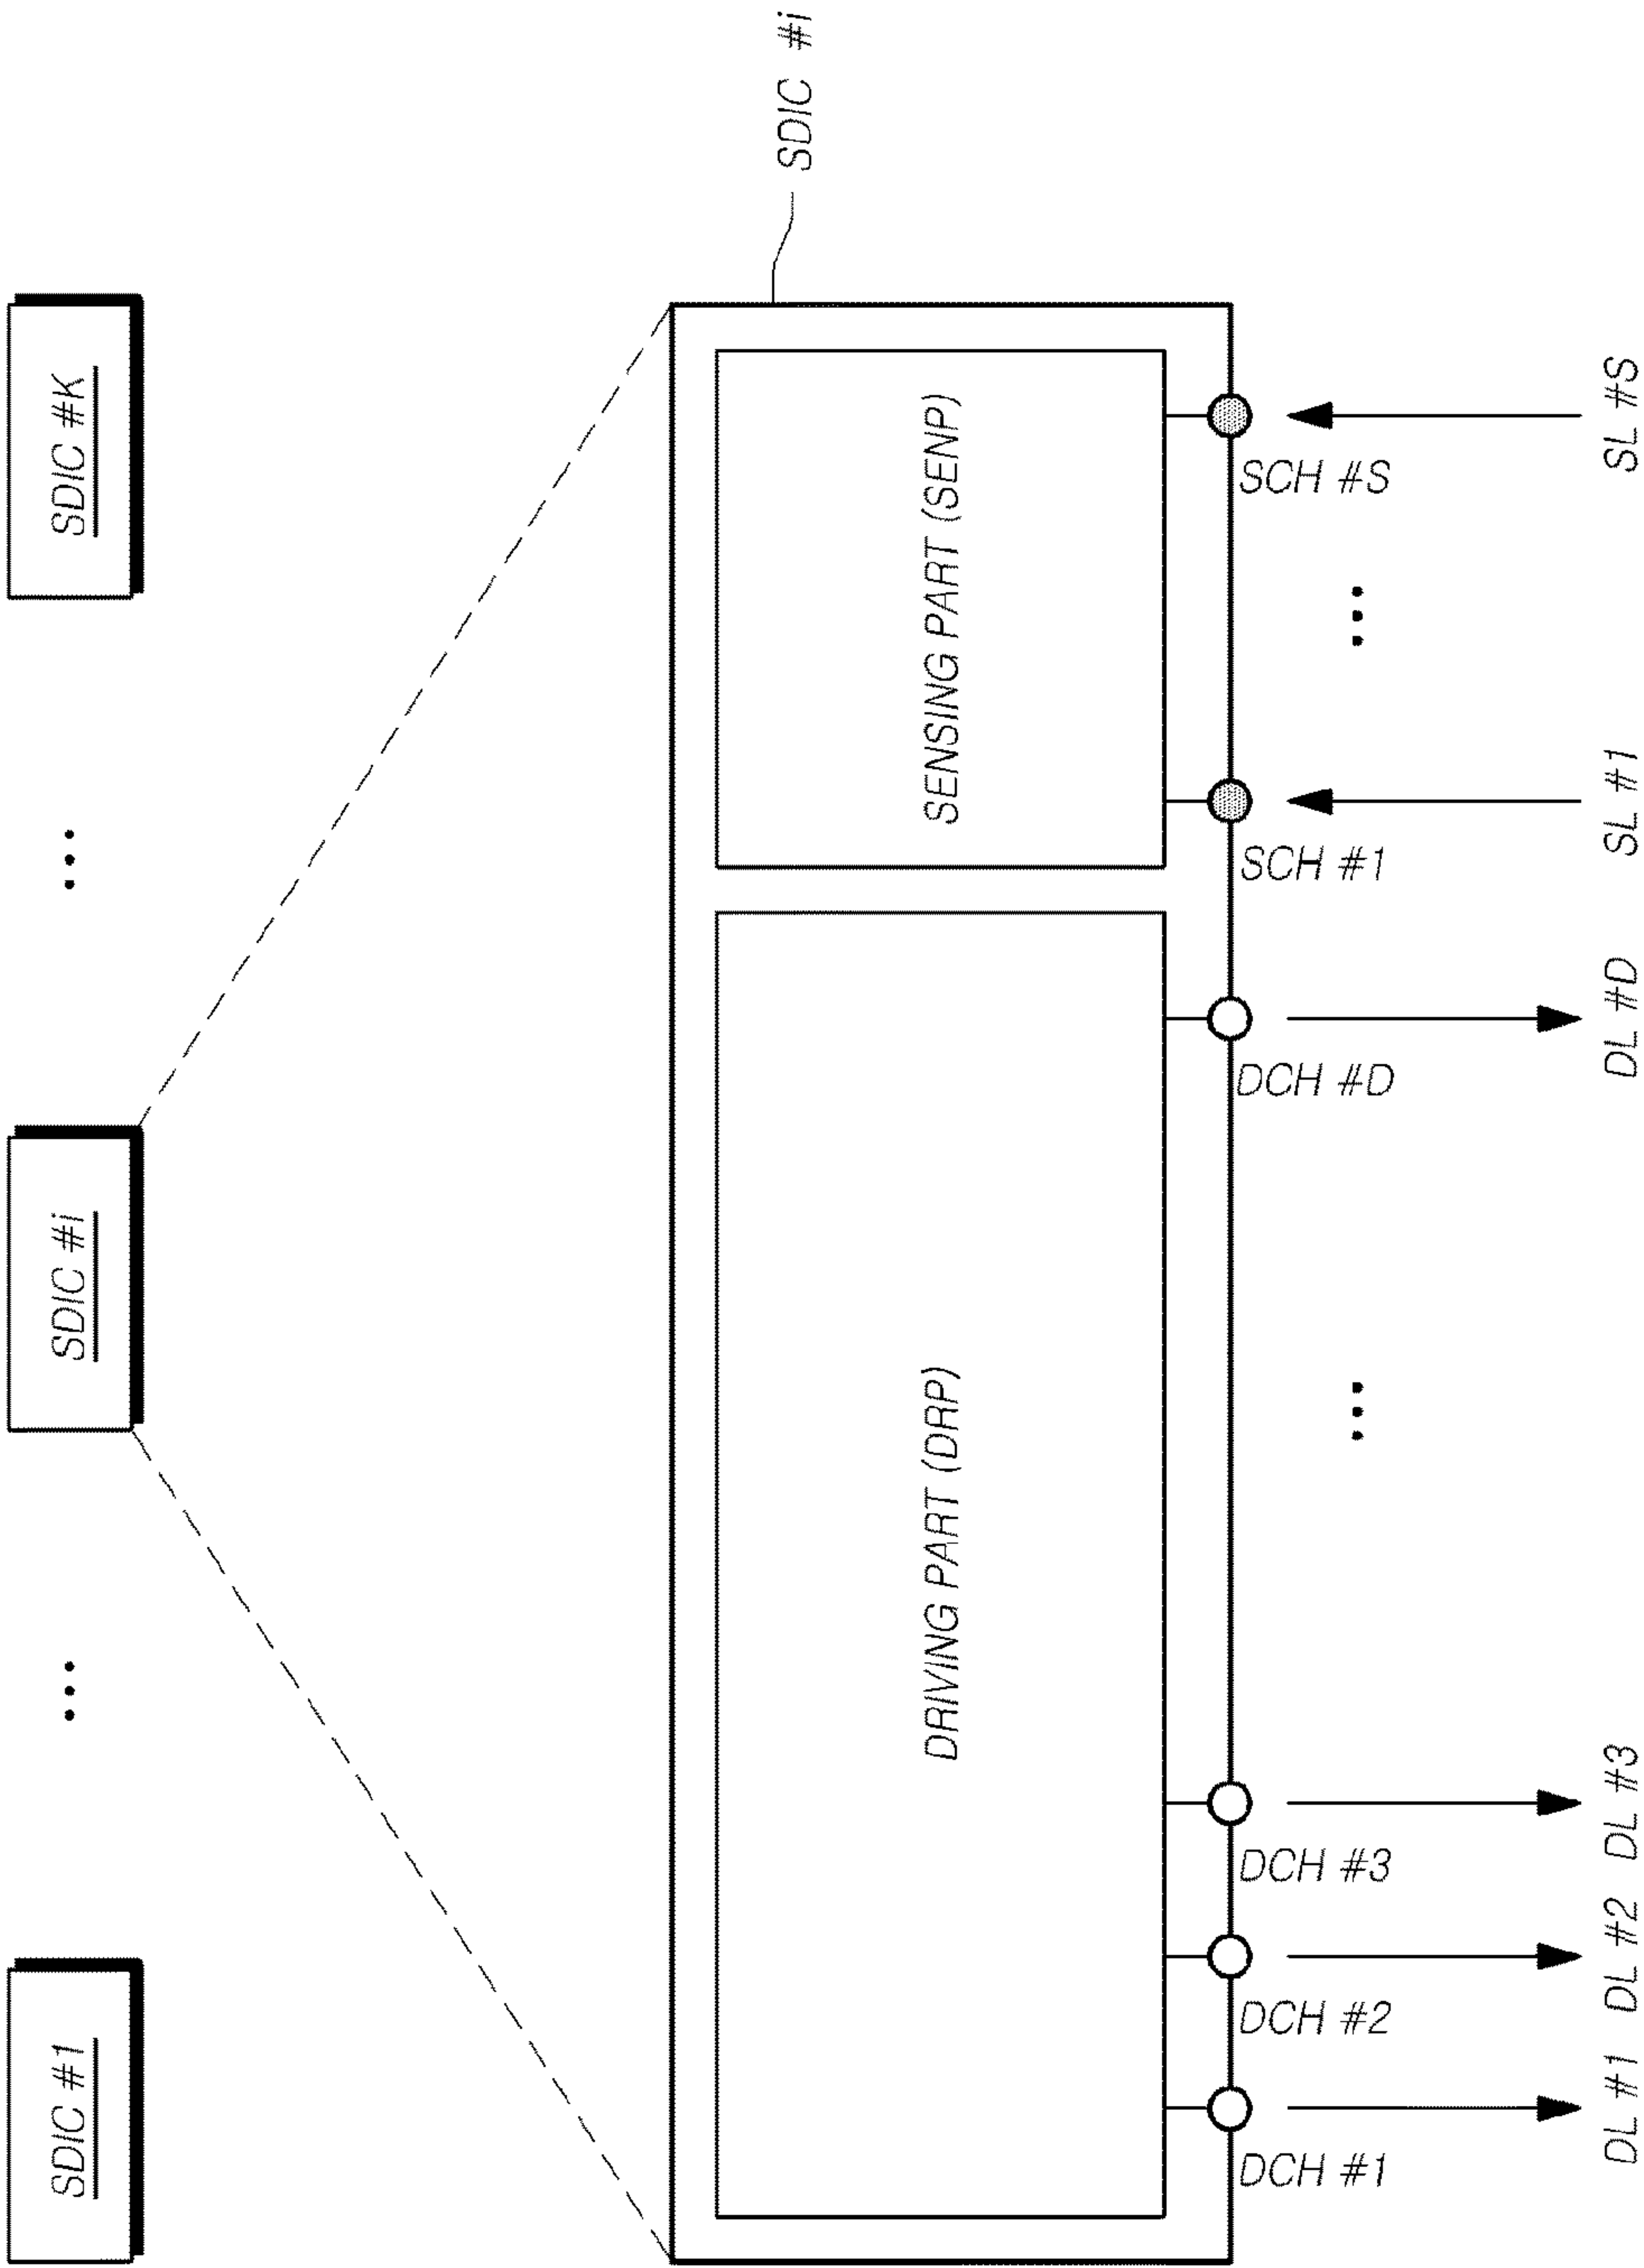 SDIC #1
...
SDIC #i
...
SDIC #K
SDIC #i
DRIVING PART (DRP)
SENSING PART (SENP)
DCH #1
DCH #2
DCH #3
DCH #D
SCH #1
SCH #S
...
...
DL #1
DL #2
DL #3
DL #D
SL #1
SL #S